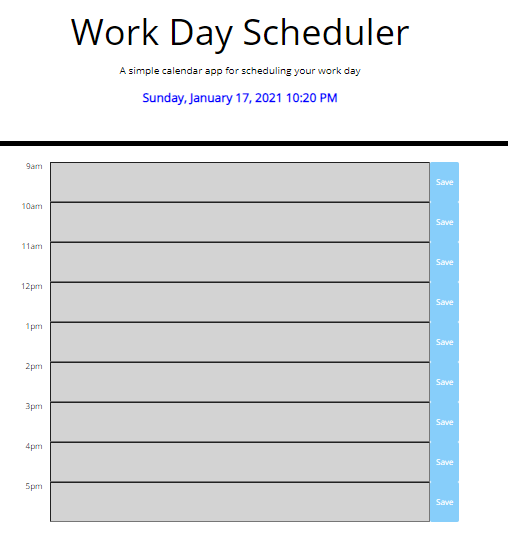 Work Day Scheduler
A simple calendar app for scheduling your work day
Sunday, January 17, 2021 10:20 PM
9am
Save
10am
Save
11am
Save
12pm
Save
1pm
Save
2pm
Save
3pm
Save
4pm
Save
5pm
Save